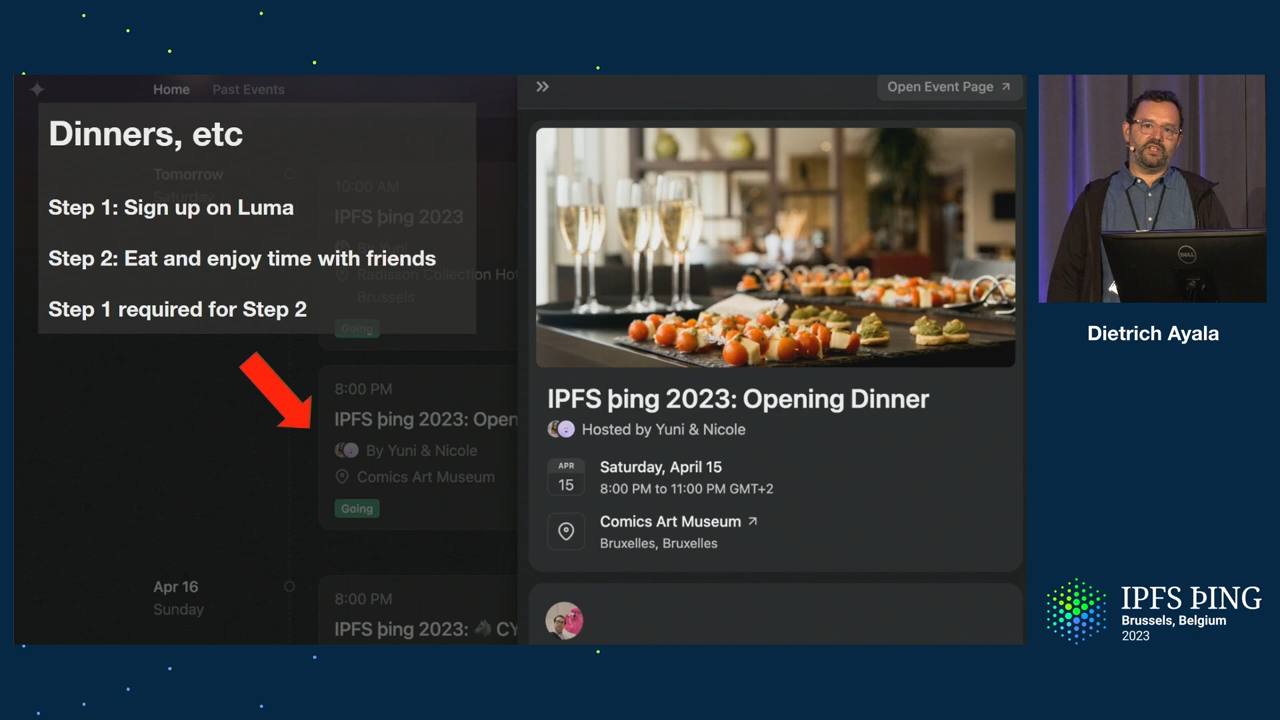 Home Past Events
Dinners, etc
Tomorrow
Saturday
Step 1: Sign up on Luma
Step 2: Eat and enjoy time with friends
Step 1 required for Step 2
10:00 AM
IPFS þing 2023
By Yuni
Radisson Collection Hot
Brussels
Going
8:00 PM
IPFS þing 2023: Open
By Yuni & Nicole
Comics Art Museum
Going
Apr 16
Sunday
8:00 PM
IPFS þing 2023: 🐴 CY
Open Event Page ↗
IPFS þing 2023: Opening Dinner
Hosted by Yuni & Nicole
APR
15
Saturday, April 15
8:00 PM to 11:00 PM GMT+2
Comics Art Museum ↗
Bruxelles, Bruxelles
DELL
Dietrich Ayala
IPFS ÞING
Brussels, Belgium
2023